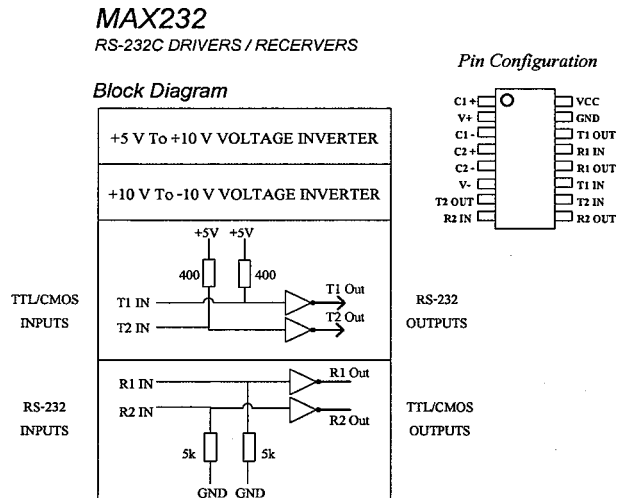 MAX232
RS-232C DRIVERS / RECERVERS
Block Diagram
+5 V To +10 V VOLTAGE INVERTER
+10 V To -10 V VOLTAGE INVERTER
+5V +5V
400 400
TTL/CMOS
INPUTS
T1 IN
T2 IN
T1 Out
T2 Out
RS-232
OUTPUTS
RS-232
INPUTS
R1 IN
R2 IN
R1 Out
R2 Out
TTL/CMOS
OUTPUTS
5k 5k
GND GND
Pin Configuration
C1 + VCC
V+ GND
C1 - T1 OUT
C2 + R1 IN
C2 - R1 OUT
V- T1 IN
T2 OUT T2 IN
R2 IN R2 OUT